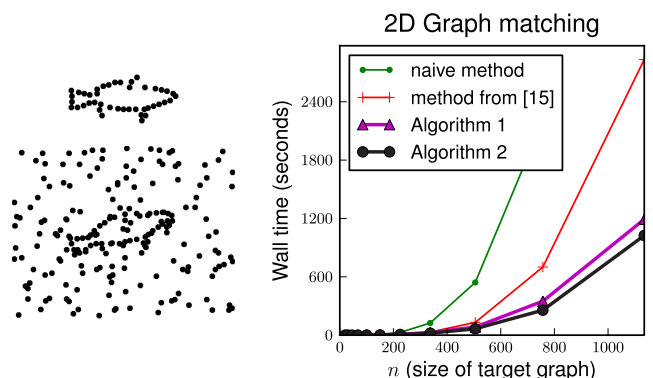 2D Graph matching
naive method
method from [15]
Algorithm 1
Algorithm 2
Wall time (seconds)
2400
1800
1200
600
0
0 200 400 600 800 1000
n (size of target graph)